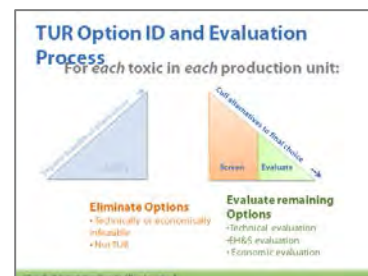 TUR Option ID and Evaluation
Process
For each toxic in each production unit:
Cull alternatives to final choice
Screen
Evaluate
Eliminate Options
• Technically or economically
infeasible
• Not TUR
Evaluate remaining
Options
•Technical evaluation
•EH&S evaluation
•Economic evaluation